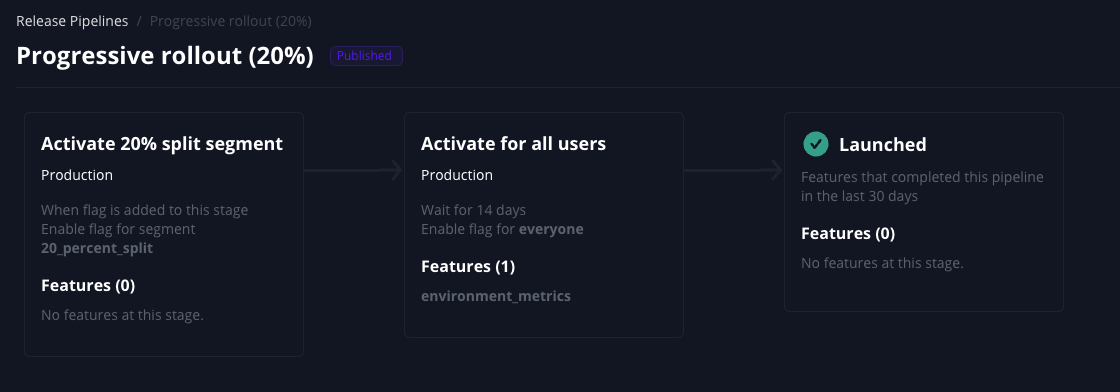 Release Pipelines / Progressive rollout (20%)
Progressive rollout (20%) Published
Activate 20% split segment
Production
When flag is added to this stage
Enable flag for segment
20_percent_split
Features (0)
No features at this stage.
Activate for all users
Production
Wait for 14 days
Enable flag for everyone
Features (1)
environment_metrics
Launched
Features that completed this pipeline
in the last 30 days
Features (0)
No features at this stage.